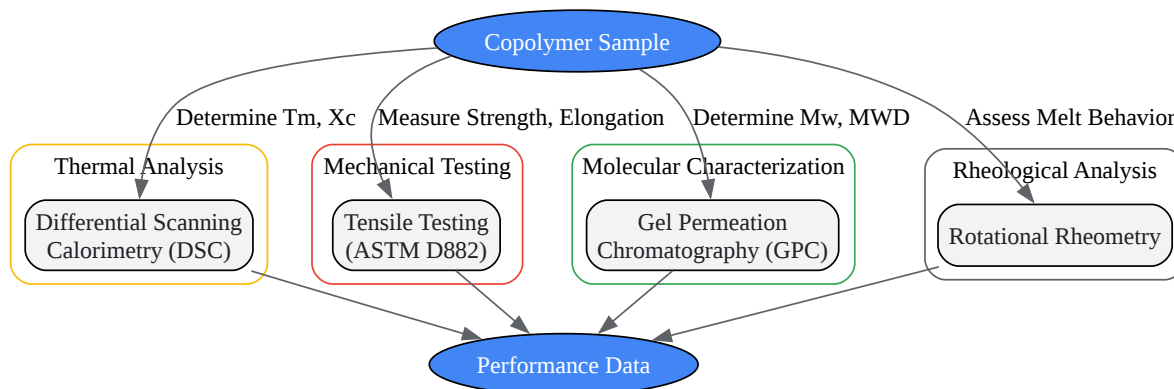 Copolymer Sample
Determine Tm, Xc
Measure Strength, Elongation
Determine Mw, MWD
Assess Melt Behavior
Thermal Analysis
Mechanical Testing
Molecular Characterization
Rheological Analysis
Differential Scanning
Calorimetry (DSC)
Tensile Testing
(ASTM D882)
Gel Permeation
Chromatography (GPC)
Rotational Rheometry
Performance Data